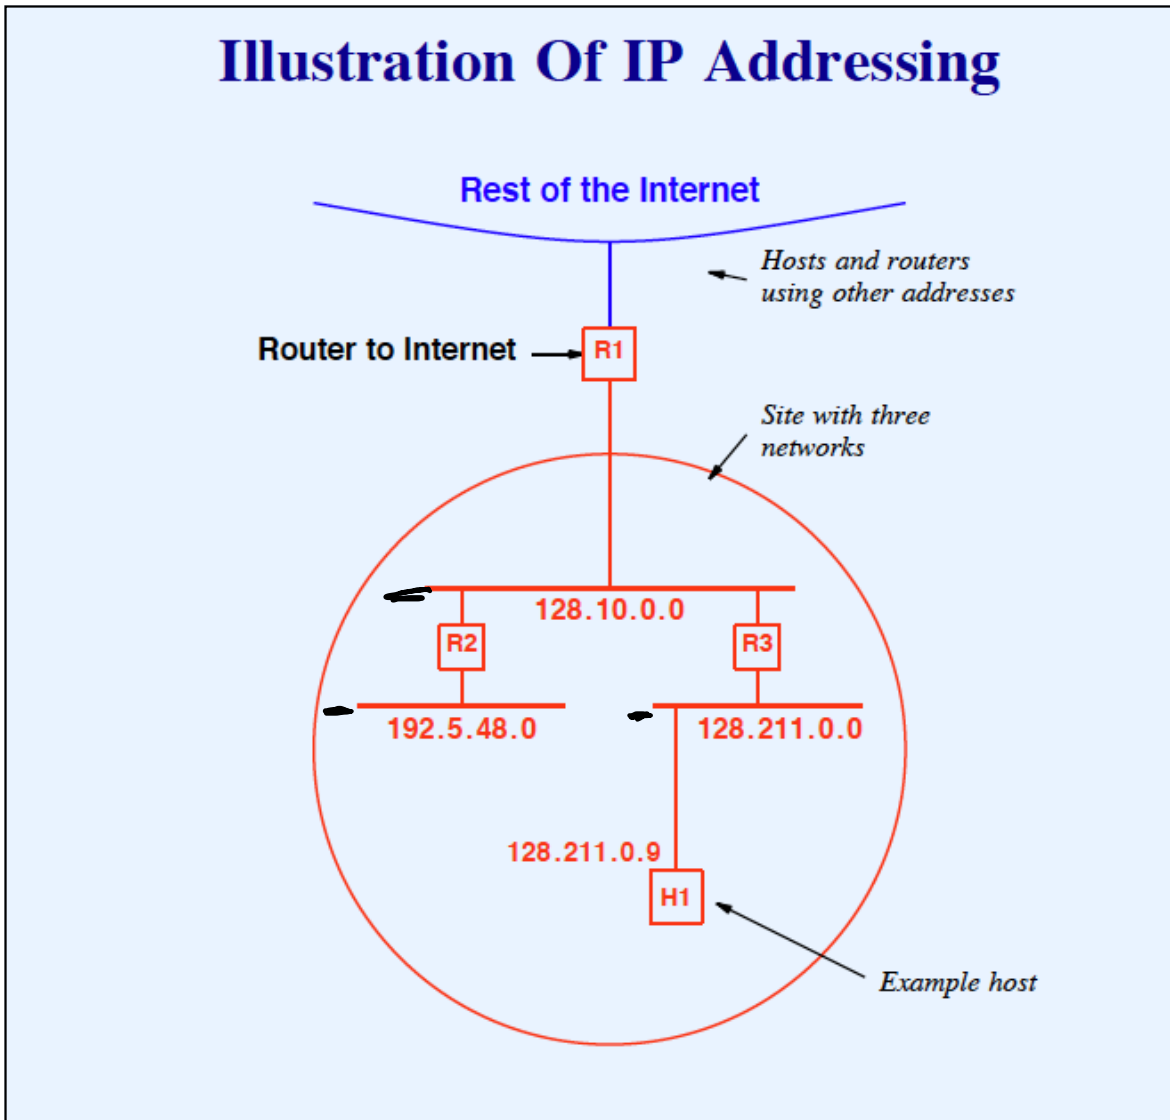 Illustration Of IP Addressing
Rest of the Internet
Hosts and routers
using other addresses
Router to Internet
R1
Site with three
networks
128.10.0.0
R2
R3
192.5.48.0
128.211.0.0
128.211.0.9
H1
Example host